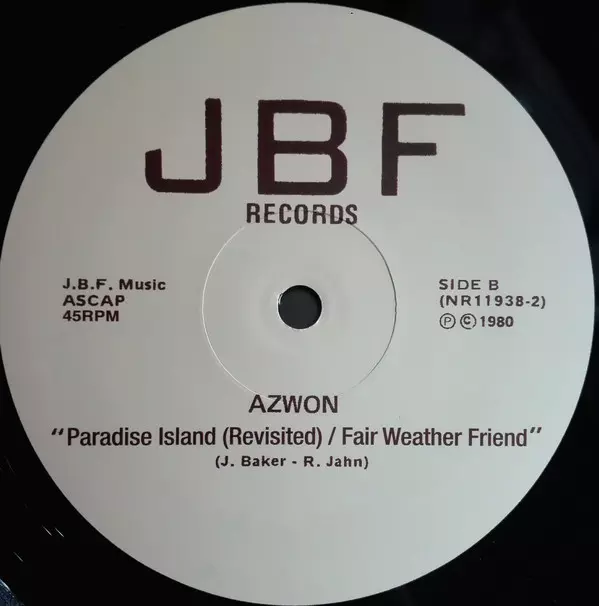 JBF
RECORDS
J.B.F. Music
ASCAP
45RPM
SIDE B
(NR11938-2)
Ⓟ © 1980
AZWON
"Paradise Island (Revisited) / Fair Weather Friend"
(J. Baker - R. Jahn)